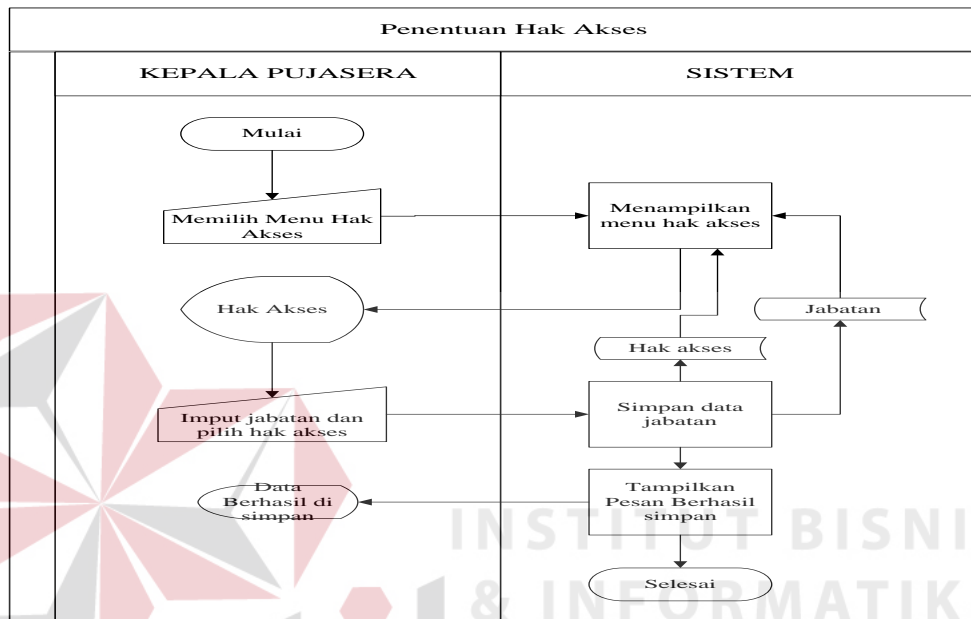 Penentuan Hak Akses
KEPALA PUJASERA
SISTEM
Mulai
Memilih Menu Hak
Akses
Menampilkan
menu hak akses
Hak Akses
Jabatan
Hak akses
Imput jabatan dan
pilih hak akses
Simpan data
jabatan
Data
Berhasil di
simpan
Tampilkan
Pesan Berhasil
simpan
Selesai
INSTITUT BISNI
& INFORMATIK